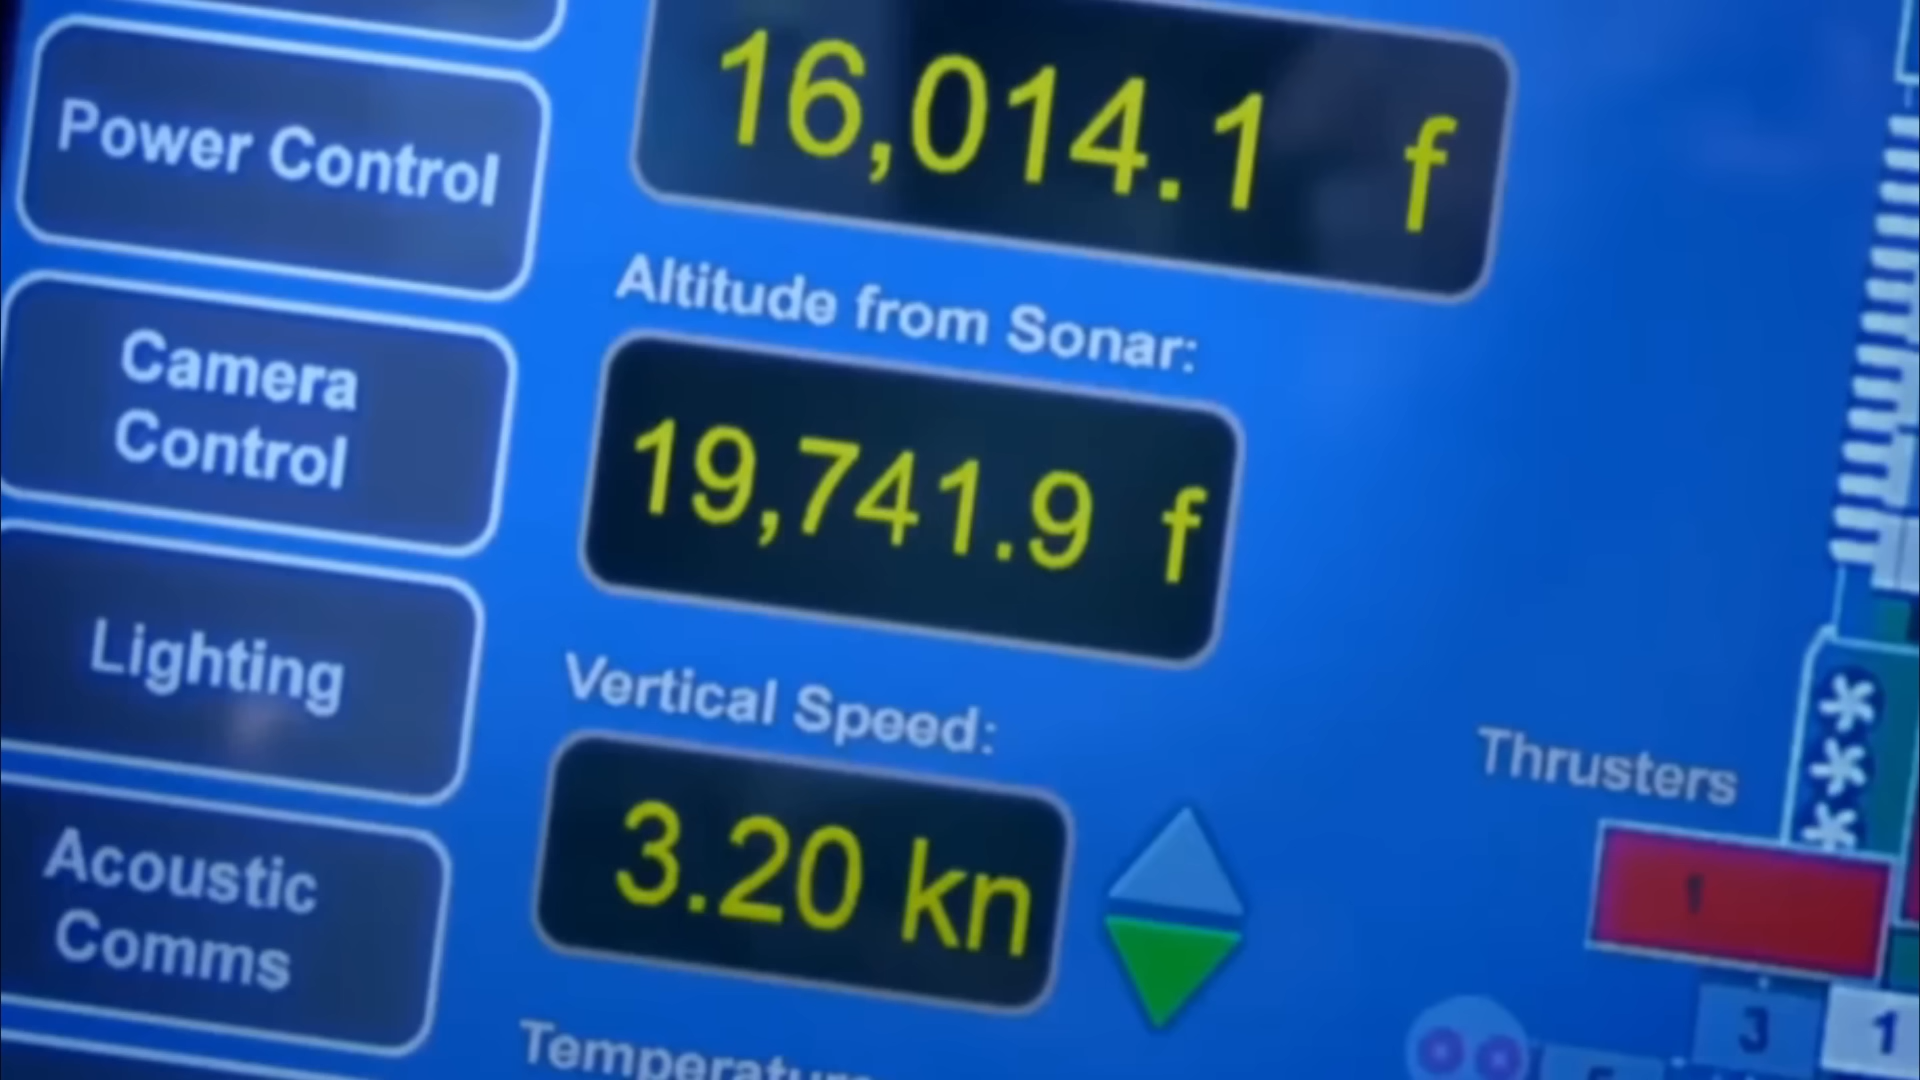 16,014.1 f
Power Control
Altitude from Sonar:
19,741.9 f
Camera
Control
Vertical Speed:
3.20 kn
Lighting
Thrusters
1
Acoustic
Comms
3
1